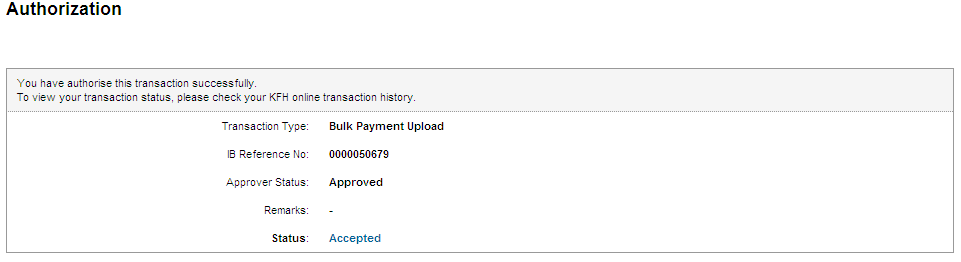 Authorization
You have authorise this transaction successfully.
To view your transaction status, please check your KFH online transaction history.
Transaction Type: Bulk Payment Upload
IB Reference No: 0000050679
Approver Status: Approved
Remarks: -
Status: Accepted